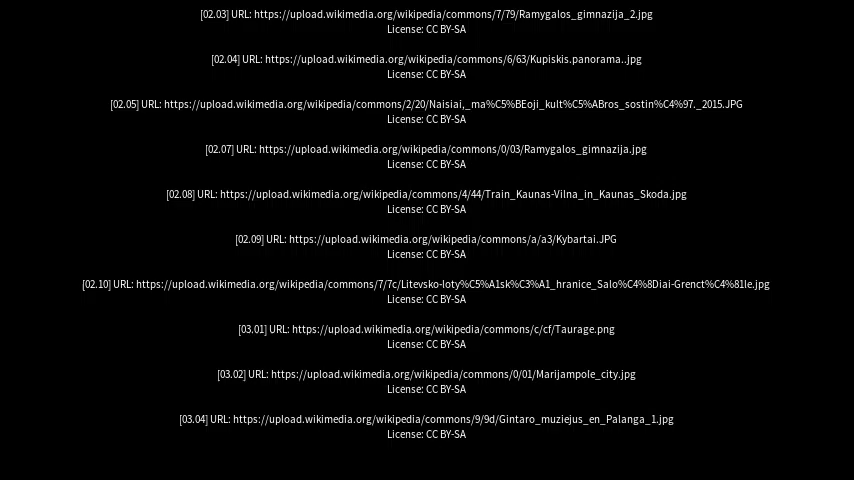 [02.03] URL: https://upload.wikimedia.org/wikipedia/commons/7/79/Ramygalos_gimnazija_2.jpg
License: CC BY-SA
[02.04] URL: https://upload.wikimedia.org/wikipedia/commons/6/63/Kupiskis.panorama..jpg
License: CC BY-SA
[02.05] URL: https://upload.wikimedia.org/wikipedia/commons/2/20/Naisiai,_ma%C5%BEoji_kult%C5%ABros_sostin%C4%97._2015.JPG
License: CC BY-SA
[02.07] URL: https://upload.wikimedia.org/wikipedia/commons/0/03/Ramygalos_gimnazija.jpg
License: CC BY-SA
[02.08] URL: https://upload.wikimedia.org/wikipedia/commons/4/44/Train_Kaunas-Vilna_in_Kaunas_Skoda.jpg
License: CC BY-SA
[02.09] URL: https://upload.wikimedia.org/wikipedia/commons/a/a3/Kybartai.JPG
License: CC BY-SA
[02.10] URL: https://upload.wikimedia.org/wikipedia/commons/7/7c/Litevsko-loty%C5%A1sk%C3%A1_hranice_Salo%C4%8Diai-Grenct%C4%81le.jpg
License: CC BY-SA
[03.01] URL: https://upload.wikimedia.org/wikipedia/commons/c/cf/Taurage.png
License: CC BY-SA
[03.02] URL: https://upload.wikimedia.org/wikipedia/commons/0/01/Marijampole_city.jpg
License: CC BY-SA
[03.04] URL: https://upload.wikimedia.org/wikipedia/commons/9/9d/Gintaro_muziejus_en_Palanga_1.jpg
License: CC BY-SA